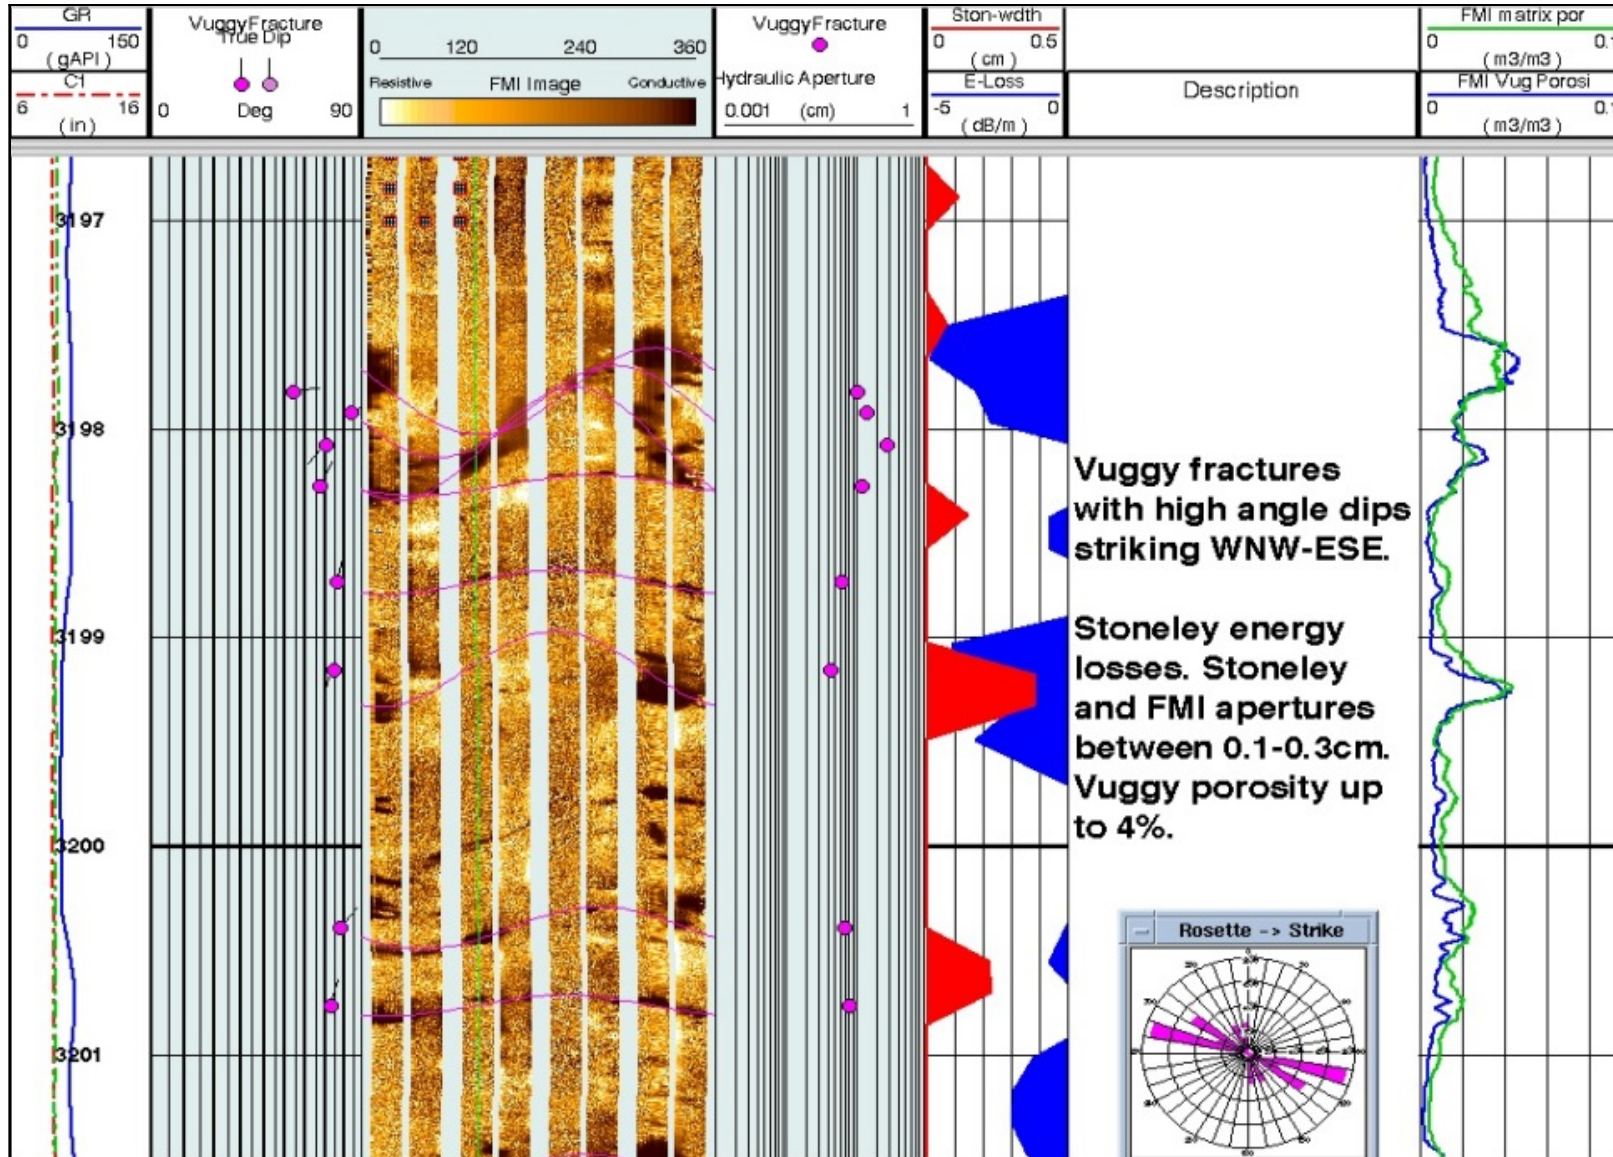 GR
0 150
(gAPI)
C1
6 16
(in)
VuggyFracture
True Dip
0 Deg 90
0 120 240 360
Resistive FMI Image Conductive
VuggyFracture
Hydraulic Aperture
0.001 (cm) 1
Ston-wdth
0 0.5
(cm)
E-Loss
-5 0
(dB/m)
Description
FMI matrix por
0 0.1
(m3/m3)
FMI Vug Porosi
0 0.1
(m3/m3)
3197
3198
Vuggy fractures
with high angle dips
striking WNW-ESE.
3199
Stoneley energy
losses. Stoneley
and FMI apertures
between 0.1-0.3cm.
Vuggy porosity up
to 4%.
3200
Rosette -> Strike
3201